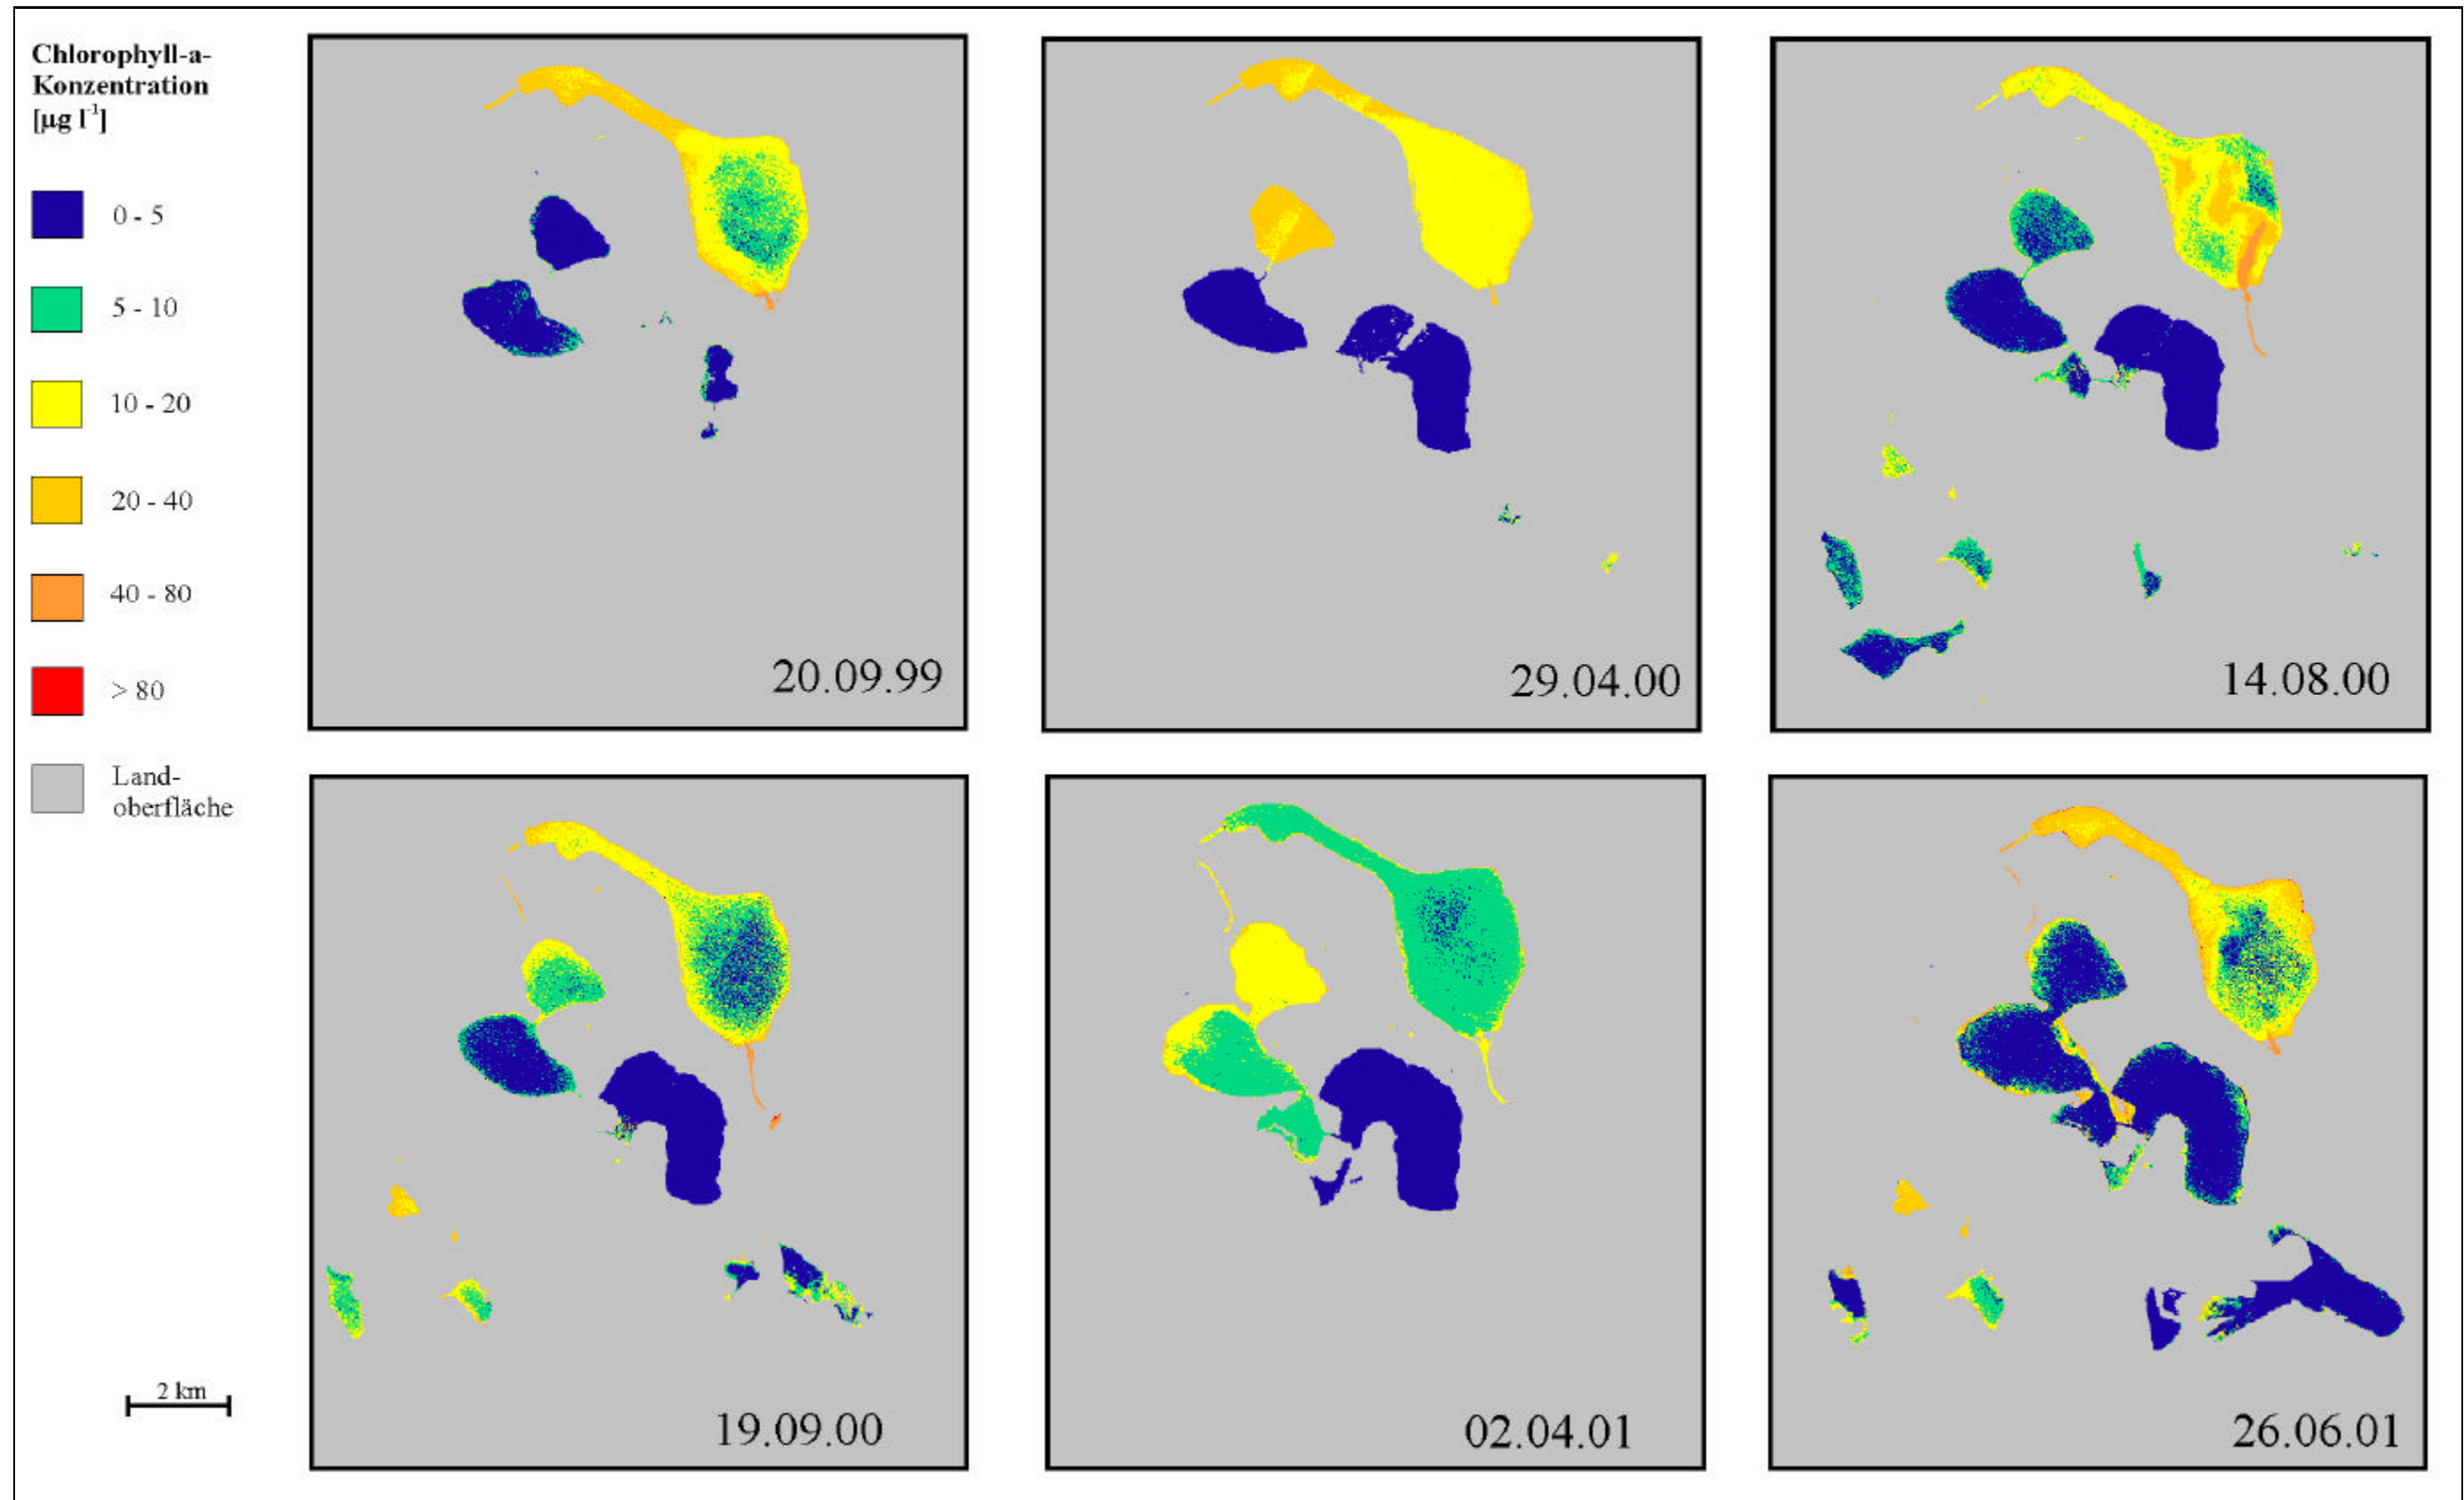 Chlorophyll-a-
Konzentration
[µg l⁻¹]
0 - 5
5 - 10
10 - 20
20 - 40
40 - 80
> 80
Land-
oberfläche
2 km
20.09.99
29.04.00
14.08.00
19.09.00
02.04.01
26.06.01